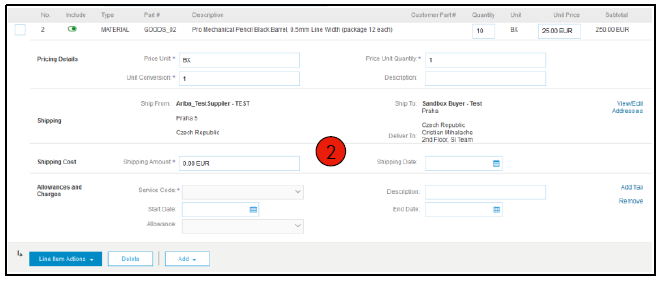 No. Include Type Part # Description Customer Part # Quantity Unit Unit Price Subtotal
2 MATERIAL GOODS_02 Pro Mechanical Pencil Black Barrel, 0.5mm Line Width (package 12 each) 10 BX 25.00 EUR 250.00 EUR
Pricing Details Price Unit:* BX Price Unit Quantity:* 1
Unit Conversion:* 1 Description:
Ship From: Ariba_TestSupplier - TEST Ship To: Sandbox Buyer - Test View/Edit
Praha 5 Praha Addresses
Shipping
Czech Republic Czech Republic
Deliver To: Cristian Mihalache
2nd Floor, SI Team
2
Shipping Cost Shipping Amount:* 0.00 EUR Shipping Date:
Allowances and Service Code:* Description: Add Tax
Charges
Start Date: End Date: Remove
Allowance:
Line Item Actions Delete Add